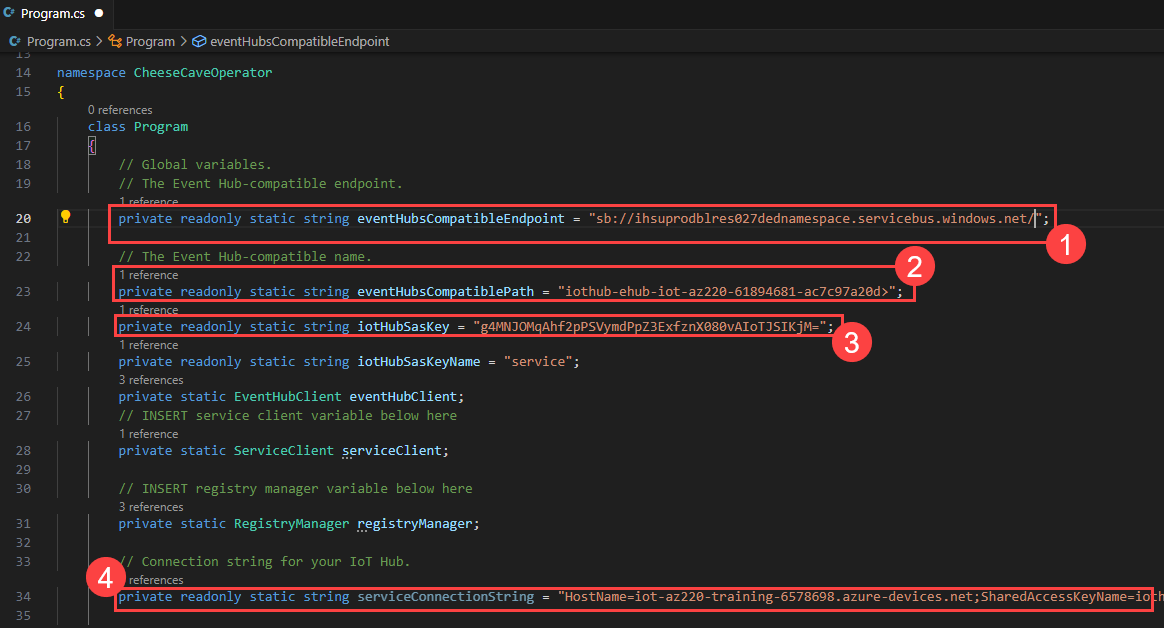 Program.cs
Program.cs > Program > eventHubsCompatibleEndpoint
13
14 namespace CheeseCaveOperator
15 {
0 references
16 class Program
17 {
18 // Global variables.
19 // The Event Hub-compatible endpoint.
1 reference
20 private readonly static string eventHubsCompatibleEndpoint = "sb://ihsuprodblres027dednamespace.servicebus.windows.net/";
1
21
22 // The Event Hub-compatible name.
2
1 reference
23 private readonly static string eventHubsCompatiblePath = "iothub-ehub-iot-az220-61894681-ac7c97a20d>";
1 reference
24 private readonly static string iotHubSasKey = "g4MNJOMqAhf2pPSVymdPpZ3ExfznX080vAIoTJSIKjM=";
3
1 reference
25 private readonly static string iotHubSasKeyName = "service";
3 references
26 private static EventHubClient eventHubClient;
27 // INSERT service client variable below here
1 reference
28 private static ServiceClient serviceClient;
29
30 // INSERT registry manager variable below here
3 references
31 private static RegistryManager registryManager;
32
33 // Connection string for your IoT Hub.
4
references
34 private readonly static string serviceConnectionString = "HostName=iot-az220-training-6578698.azure-devices.net;SharedAccessKeyName=ioth
35